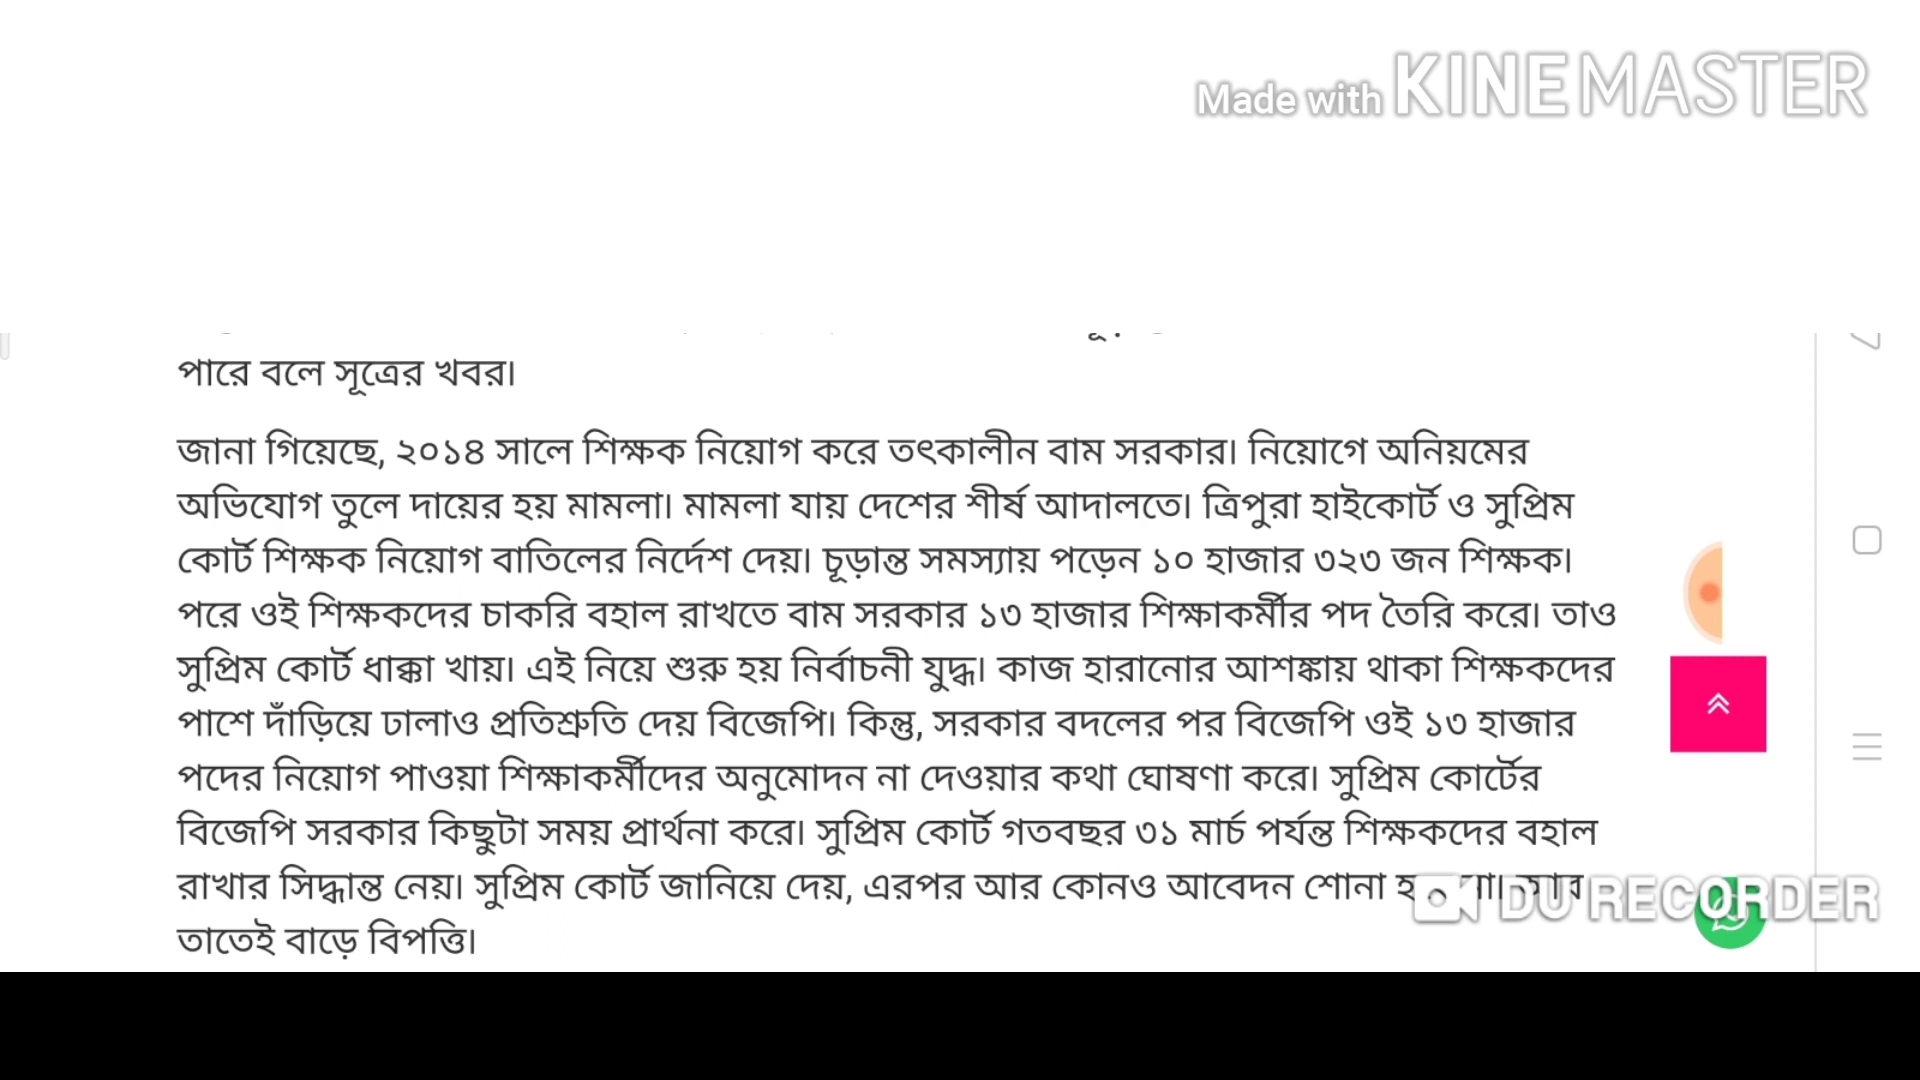 Made with KINEMASTER
পারে বলে সূত্রের খবর।
জানা গিয়েছে, ২০১৪ সালে শিক্ষক নিয়োগ করে তৎকালীন বাম সরকার। নিয়োগে অনিয়মের
অভিযোগ তুলে দায়ের হয় মামলা। মামলা যায় দেশের শীর্ষ আদালতে। ত্রিপুরা হাইকোর্ট ও সুপ্রিম
কোর্ট শিক্ষক নিয়োগ বাতিলের নির্দেশ দেয়। চূড়ান্ত সমস্যায় পড়েন ১০ হাজার ৩২৩ জন শিক্ষক।
পরে ওই শিক্ষকদের চাকরি বহাল রাখতে বাম সরকার ১৩ হাজার শিক্ষাকর্মীর পদ তৈরি করে। তাও
সুপ্রিম কোর্ট ধাক্কা খায়। এই নিয়ে শুরু হয় নির্বাচনী যুদ্ধ। কাজ হারানোর আশঙ্কায় থাকা শিক্ষকদের
পাশে দাঁড়িয়ে ঢালাও প্রতিশ্রুতি দেয় বিজেপি। কিন্তু, সরকার বদলের পর বিজেপি ওই ১৩ হাজার
পদের নিয়োগ পাওয়া শিক্ষাকর্মীদের অনুমোদন না দেওয়ার কথা ঘোষণা করে। সুপ্রিম কোর্টের
বিজেপি সরকার কিছুটা সময় প্রার্থনা করে। সুপ্রিম কোর্ট গতবছর ৩১ মার্চ পর্যন্ত শিক্ষকদের বহাল
রাখার সিদ্ধান্ত নেয়। সুপ্রিম কোর্ট জানিয়ে দেয়, এরপর আর কোনও আবেদন শোনা
DU RECORDER
তাতেই বাড়ে বিপত্তি।